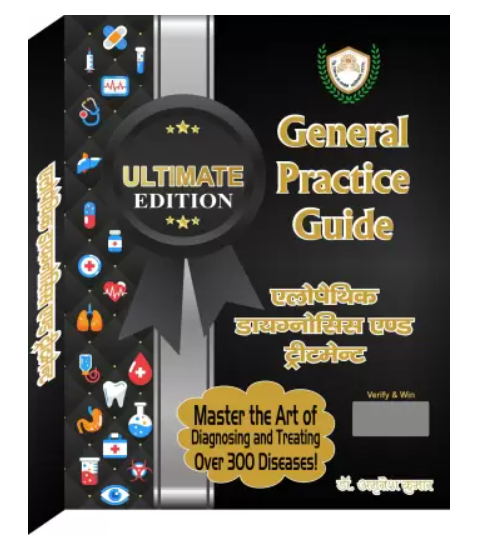 ULTIMATE
EDITION
General
Practice
Guide
एलोपैथिक
डायग्नोसिस एण्ड
ट्रीटमेन्ट
Master the Art of
Diagnosing and Treating
Over 300 Diseases!
Verify & Win
डॉ. कुमार